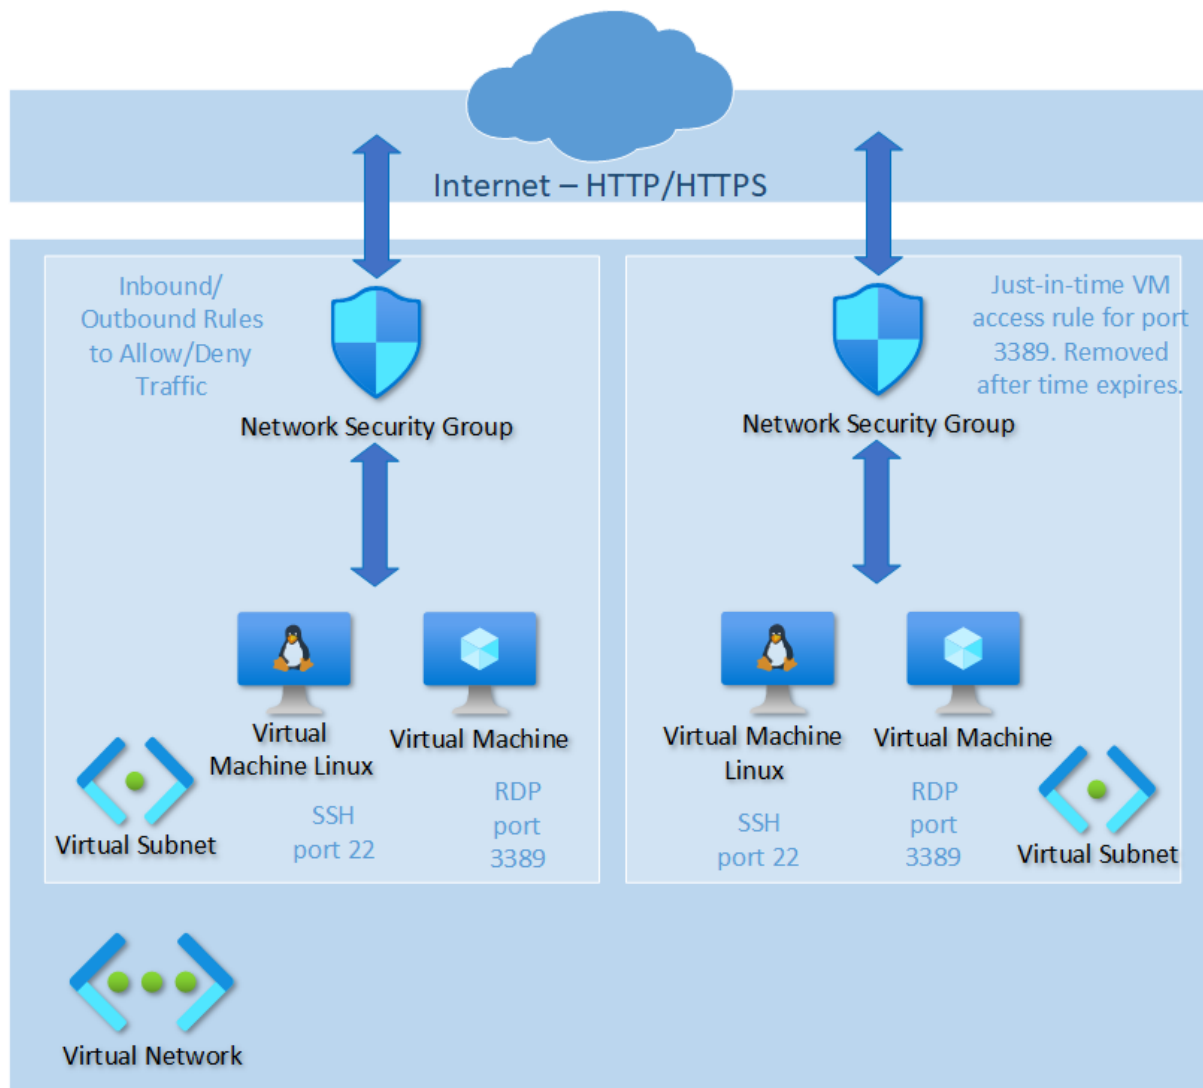 Internet – HTTP/HTTPS
Inbound/
Outbound Rules
to Allow/Deny
Traffic
Network Security Group
Virtual
Machine Linux
Virtual Machine
SSH
port 22
RDP
port
3389
Virtual Subnet
Just-in-time VM
access rule for port
3389. Removed
after time expires.
Network Security Group
Virtual Machine
Linux
Virtual Machine
SSH
port 22
RDP
port
3389
Virtual Subnet
Virtual Network